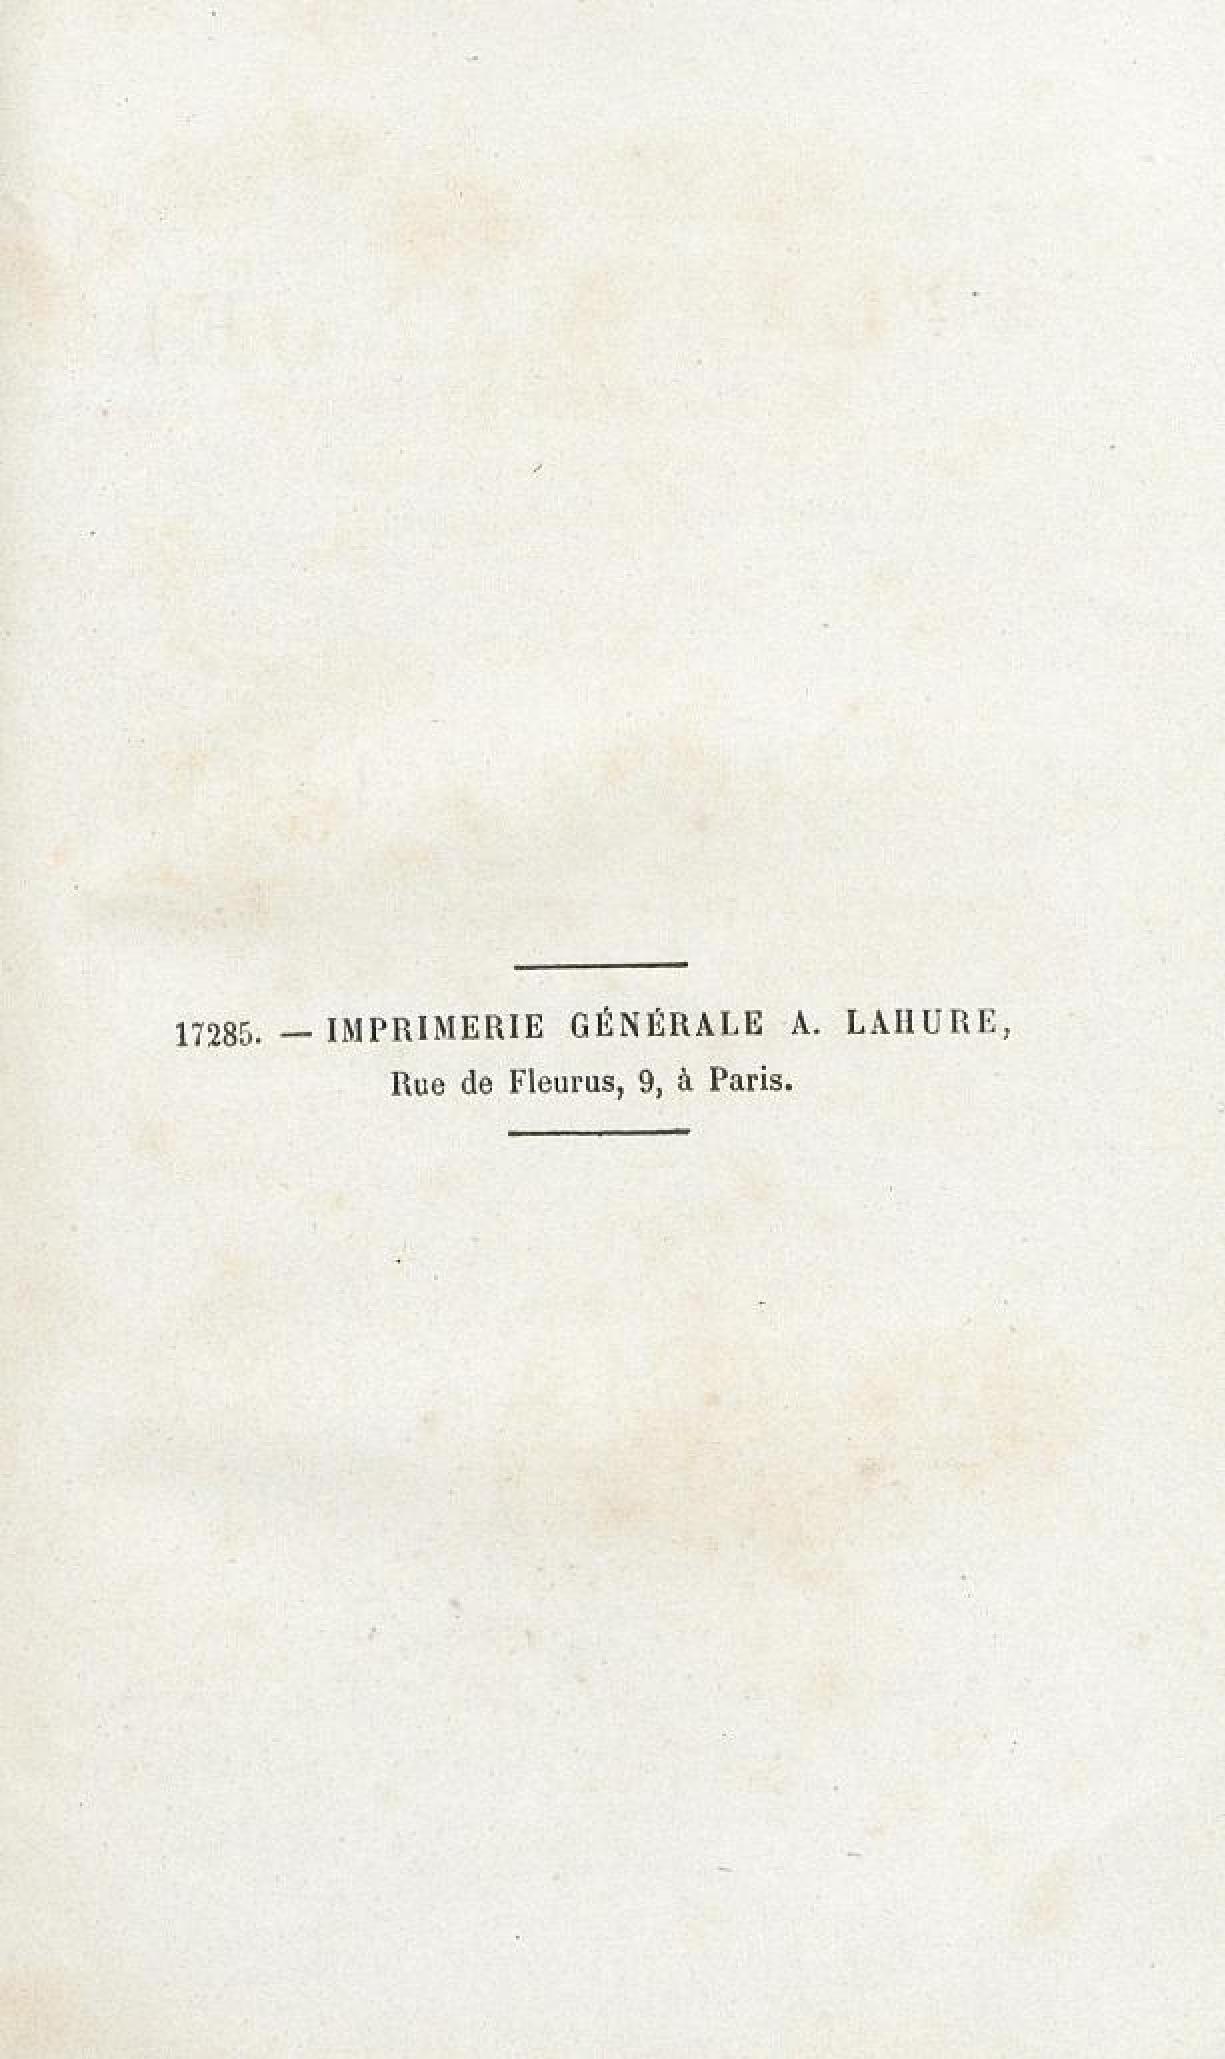 17285. — IMPRIMERIE GÉNÉRALE A. LAHURE,
Rue de Fleurus, 9, à Paris.